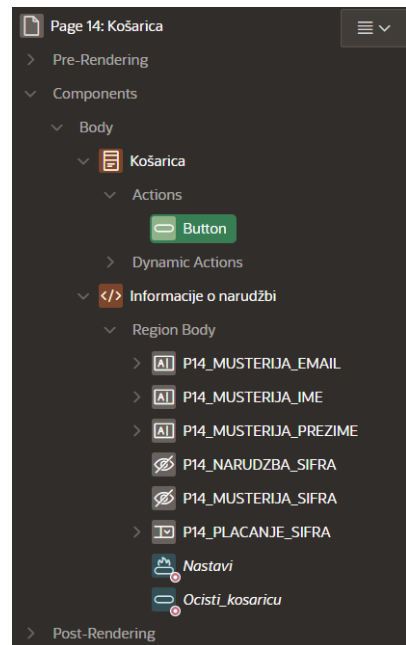 Page 14: Košarica
Pre-Rendering
Components
Body
Košarica
Actions
Button
Dynamic Actions
</> Informacije o narudžbi
Region Body
P14_MUSTERIJA_EMAIL
P14_MUSTERIJA_IME
P14_MUSTERIJA_PREZIME
P14_NARUDZBA_SIFRA
P14_MUSTERIJA_SIFRA
P14_PLACANJE_SIFRA
Nastavi
Ocisti_kosaricu
Post-Rendering